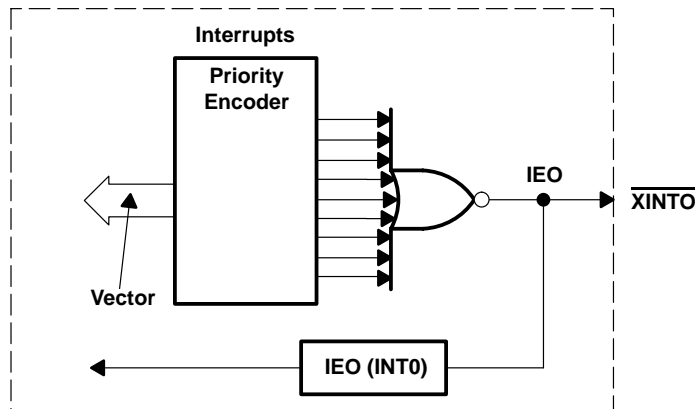 Interrupts
Priority
Encoder
IEO
XINTO
Vector
IEO (INT0)